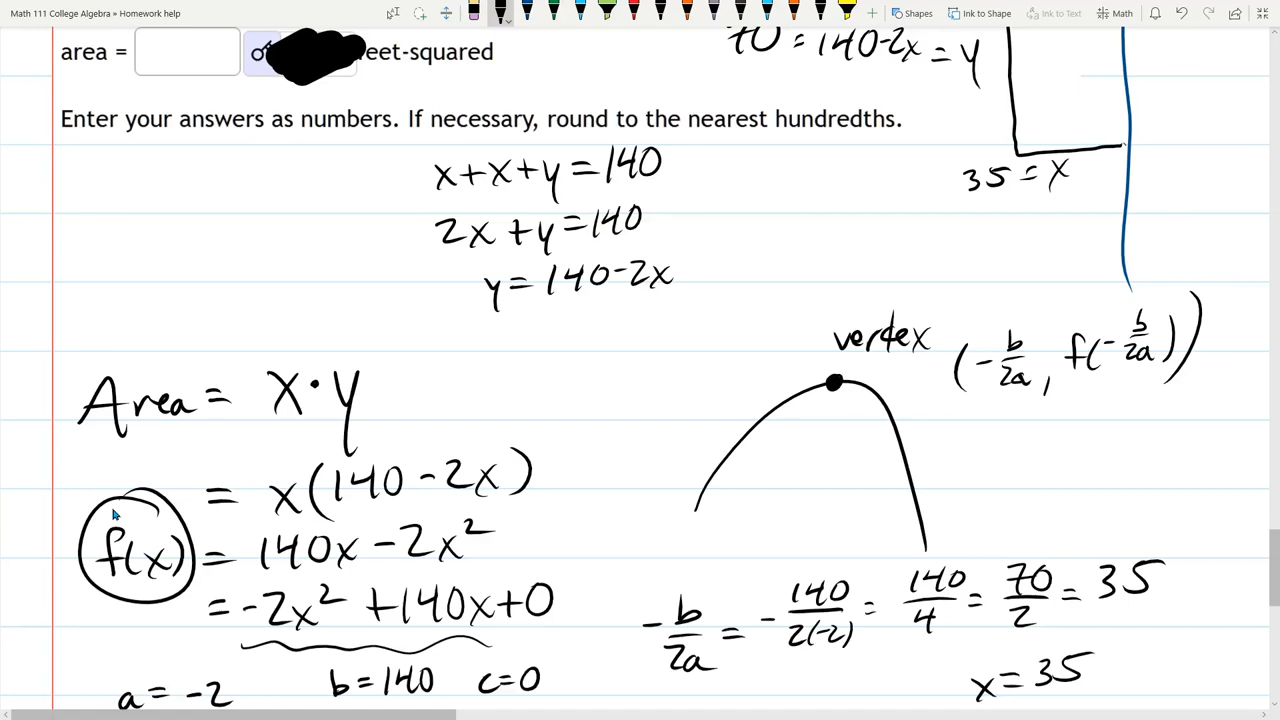 Math 111 College Algebra » Homework help
Shapes Ink to Shape Ink to Text Math
area = eet-squared
70 = 140-2x = y
Enter your answers as numbers. If necessary, round to the nearest hundredths.
x+x+y=140
35 = x
2x+y=140
y=140-2x
vertex (-b/2a, f(-b/2a))
Area = x·y
= x(140-2x)
f(x) = 140x-2x²
= -2x²+140x+0
-b/2a = -140/2(-2) = 140/4 = 70/2 = 35
a=-2 b=140 c=0
x=35